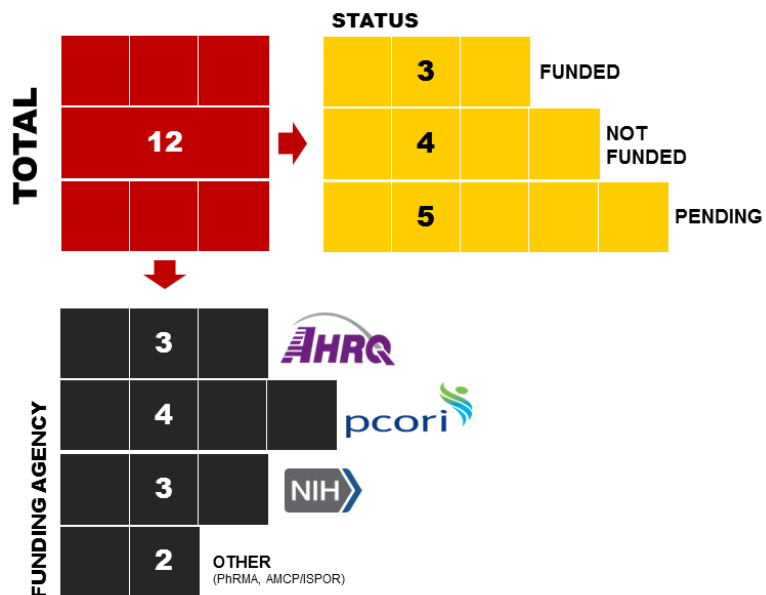 STATUS
TOTAL
12
3
FUNDED
4
NOT
FUNDED
5
PENDING
FUNDING AGENCY
3
AHRQ
4
pcori
3
NIH
2
OTHER
(PhRMA, AMCP/ISPOR)